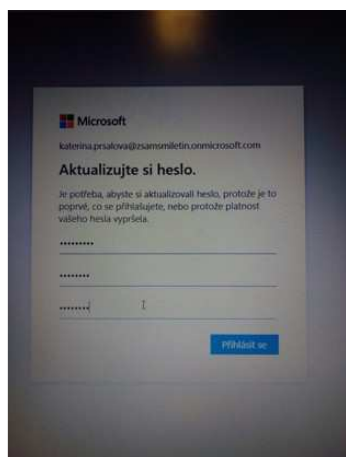 Microsoft
katerina.prsalova@zsamsmiletin.onmicrosoft.com
Aktualizujte si heslo.
Je potřeba, abyste si aktualizovali heslo, protože je to
poprvé, co se přihlašujete, nebo protože platnost
vašeho hesla vypršela.
•••••••••
••••••••
••••••••
Přihlásit se